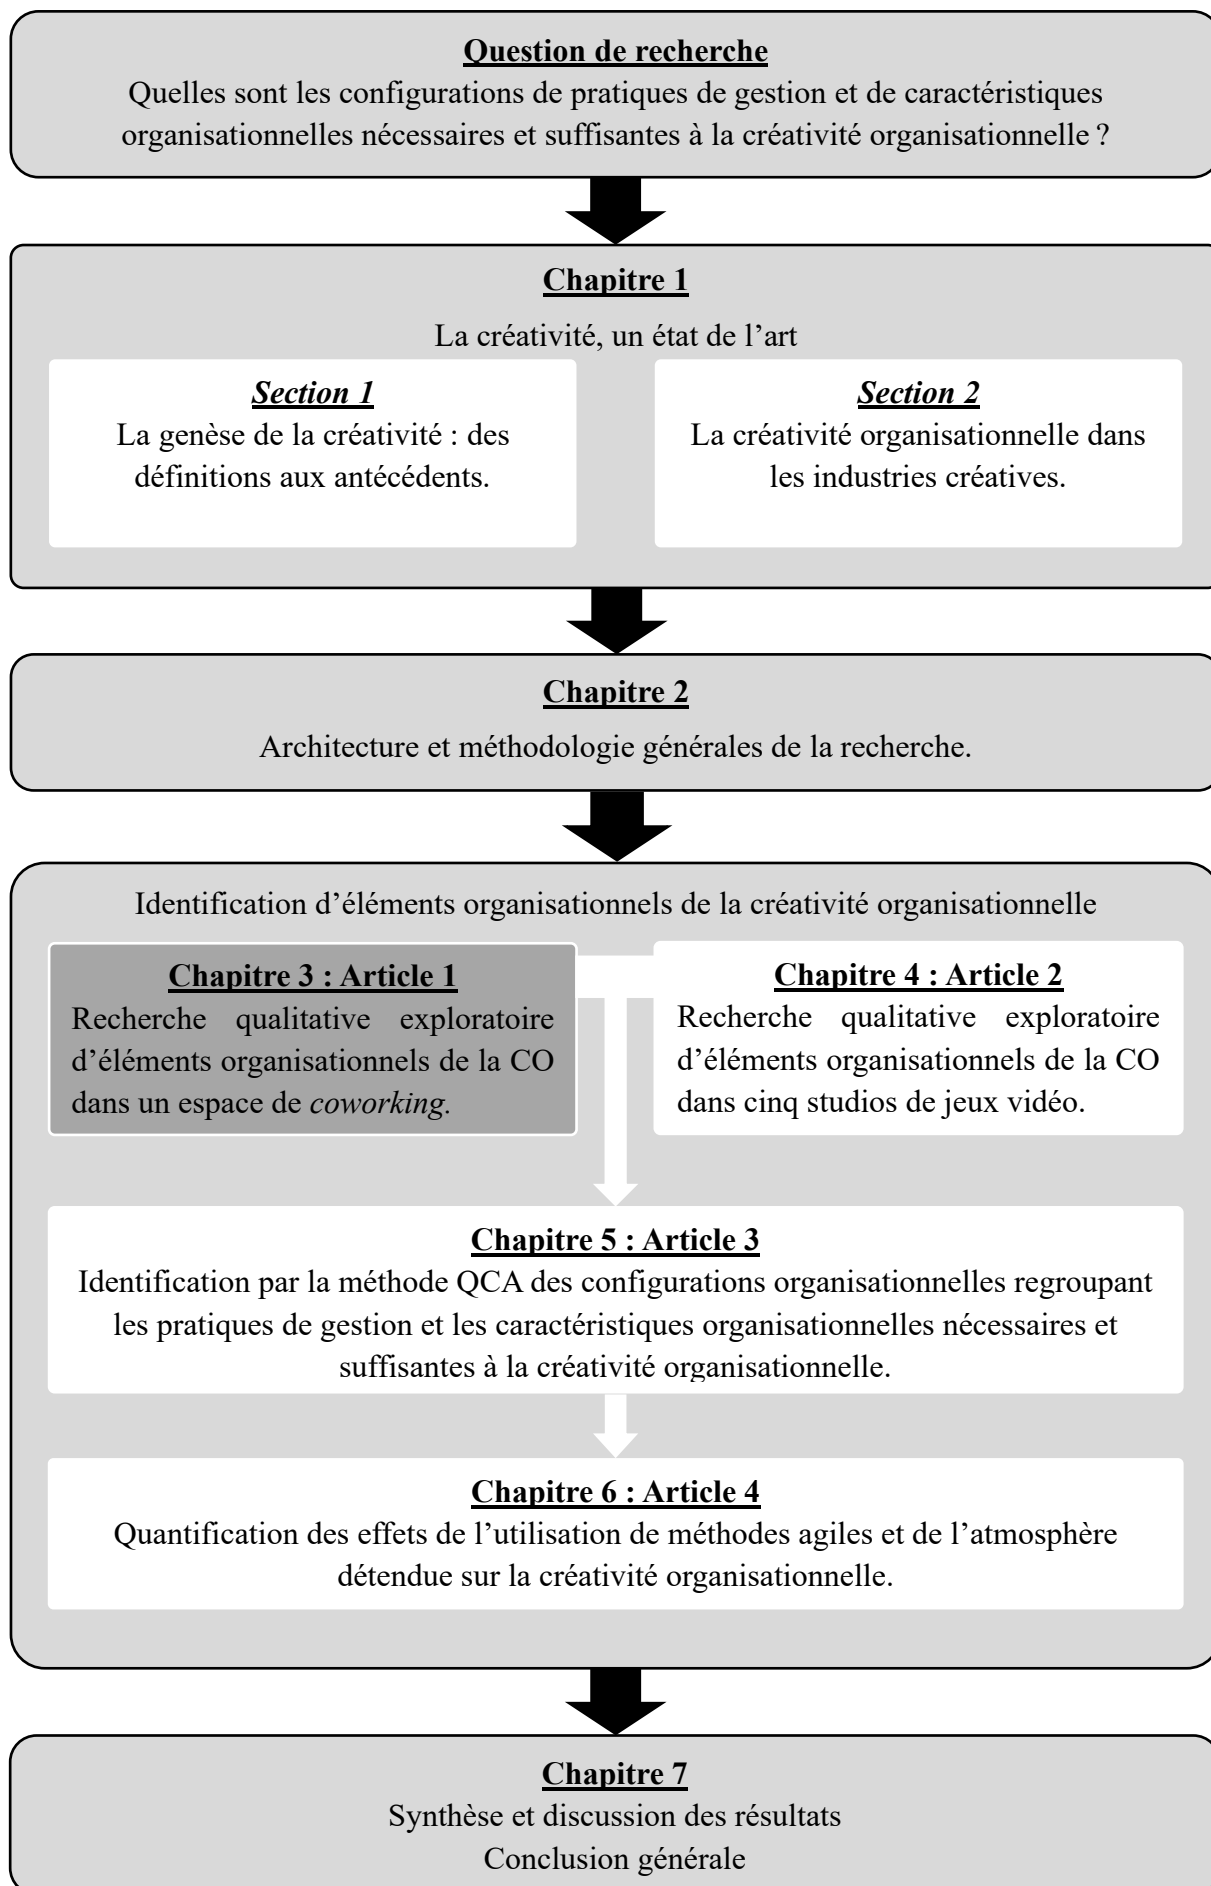 Question de recherche
Quelles sont les configurations de pratiques de gestion et de caractéristiques
organisationnelles nécessaires et suffisantes à la créativité organisationnelle ?
Chapitre 1
La créativité, un état de l’art
Section 1
La genèse de la créativité : des
définitions aux antécédents.
Section 2
La créativité organisationnelle dans
les industries créatives.
Chapitre 2
Architecture et méthodologie générales de la recherche.
Identification d’éléments organisationnels de la créativité organisationnelle
Chapitre 3 : Article 1
Recherche qualitative exploratoire
d’éléments organisationnels de la CO
dans un espace de coworking.
Chapitre 4 : Article 2
Recherche qualitative exploratoire
d’éléments organisationnels de la CO
dans cinq studios de jeux vidéo.
Chapitre 5 : Article 3
Identification par la méthode QCA des configurations organisationnelles regroupant
les pratiques de gestion et les caractéristiques organisationnelles nécessaires et
suffisantes à la créativité organisationnelle.
Chapitre 6 : Article 4
Quantification des effets de l’utilisation de méthodes agiles et de l’atmosphère
détendue sur la créativité organisationnelle.
Chapitre 7
Synthèse et discussion des résultats
Conclusion générale